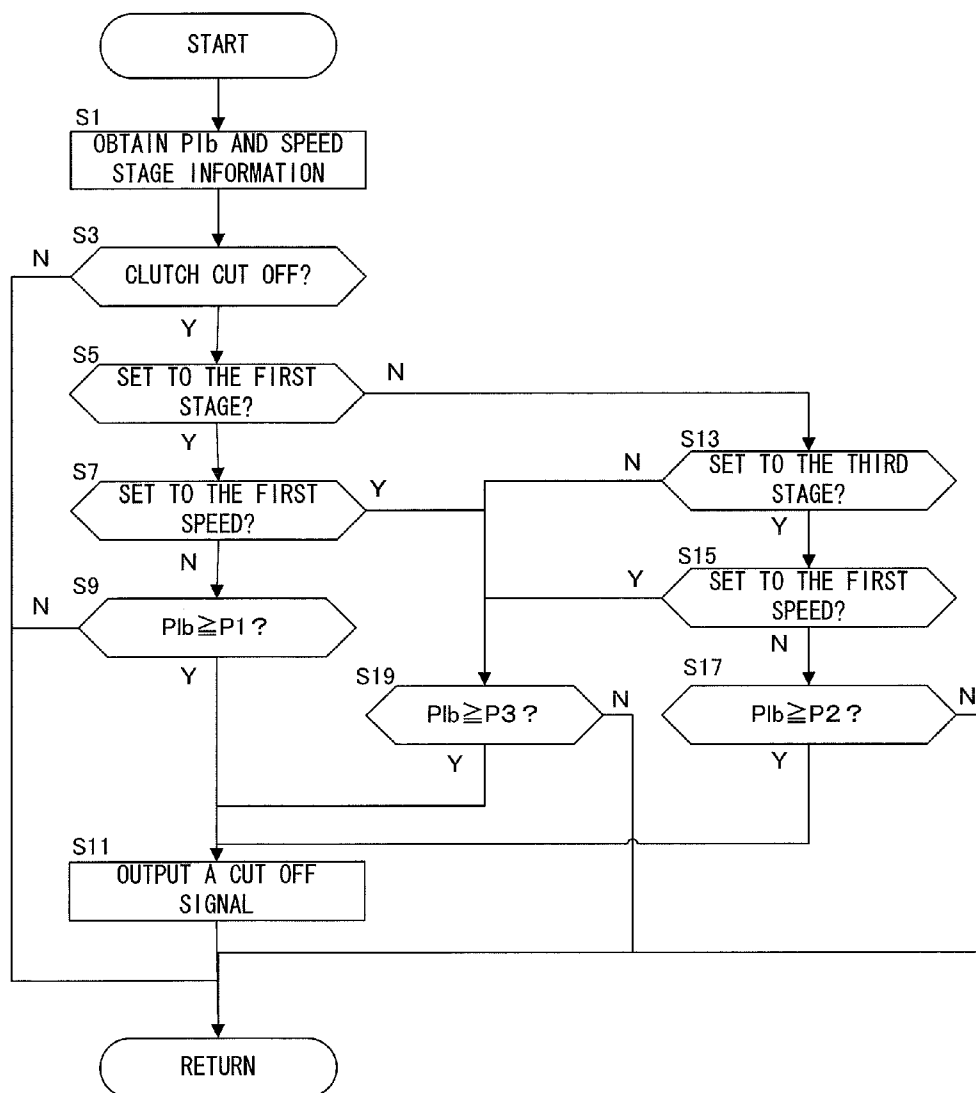 START
S1
OBTAIN PIb AND SPEED
STAGE INFORMATION
S3
N
CLUTCH CUT OFF?
Y
S5
SET TO THE FIRST
STAGE?
N
Y
S13
N
SET TO THE THIRD
STAGE?
Y
S7
SET TO THE FIRST
SPEED?
Y
N
S15
Y
SET TO THE FIRST
SPEED?
N
S9
N
PIb≧P1?
Y
S19
PIb≧P3?
N
Y
S17
PIb≧P2?
N
Y
S11
OUTPUT A CUT OFF
SIGNAL
RETURN